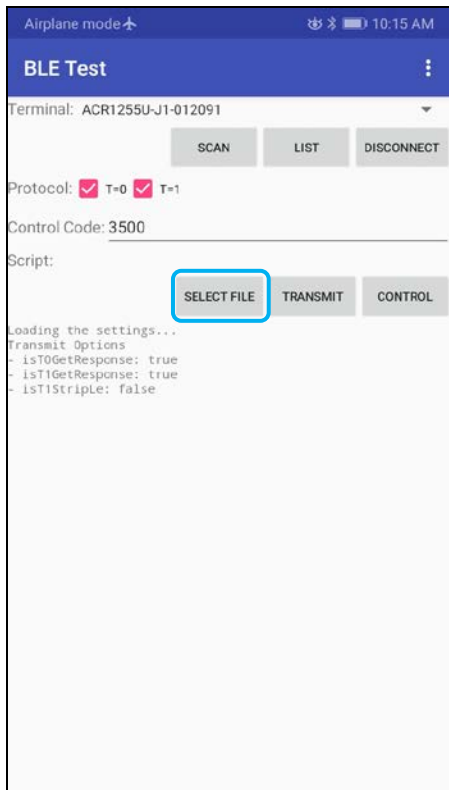 Airplane mode 10:15 AM
BLE Test
Terminal: ACR1255U-J1-012091
SCAN LIST DISCONNECT
Protocol: T=0 T=1
Control Code: 3500
Script:
SELECT FILE TRANSMIT CONTROL
Loading the settings...
Transmit Options
- isT0GetResponse: true
- isT1GetResponse: true
- isT1StripLe: false